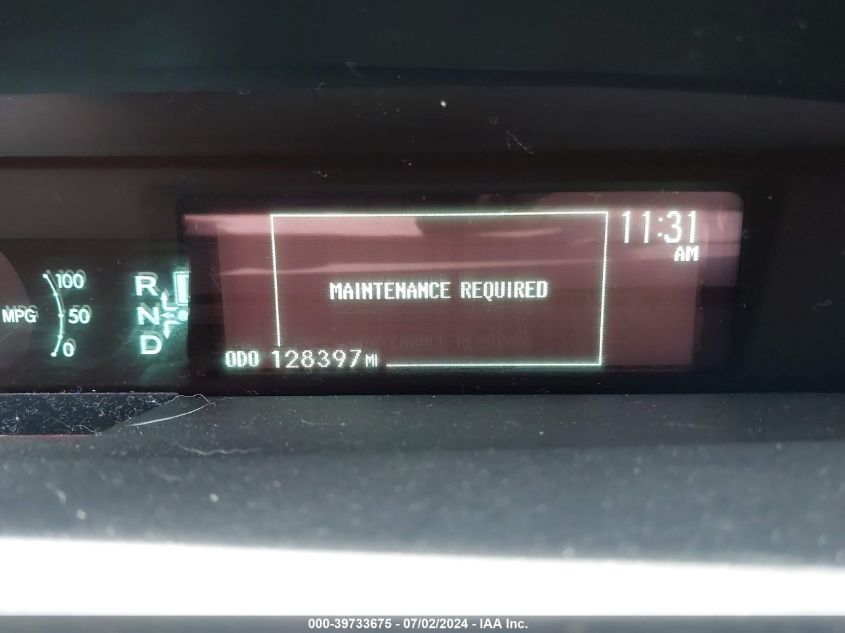 11:31
AM
100
R
MAINTENANCE REQUIRED
MPG 50 N
0 D
ODO 128397 MI
000-39733675 - 07/02/2024 - IAA Inc.